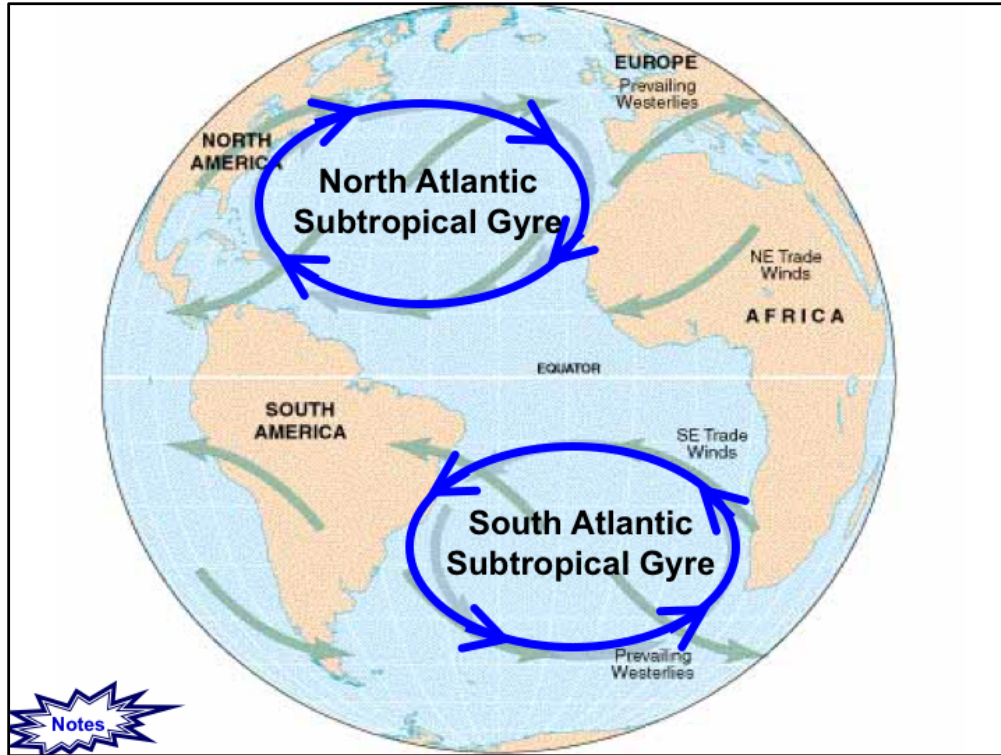 EUROPE
Prevailing
Westerlies
NORTH
AMERICA
North Atlantic
Subtropical Gyre
NE Trade
Winds
AFRICA
EQUATOR
SOUTH
AMERICA
SE Trade
Winds
South Atlantic
Subtropical Gyre
Prevailing
Westerlies
Notes